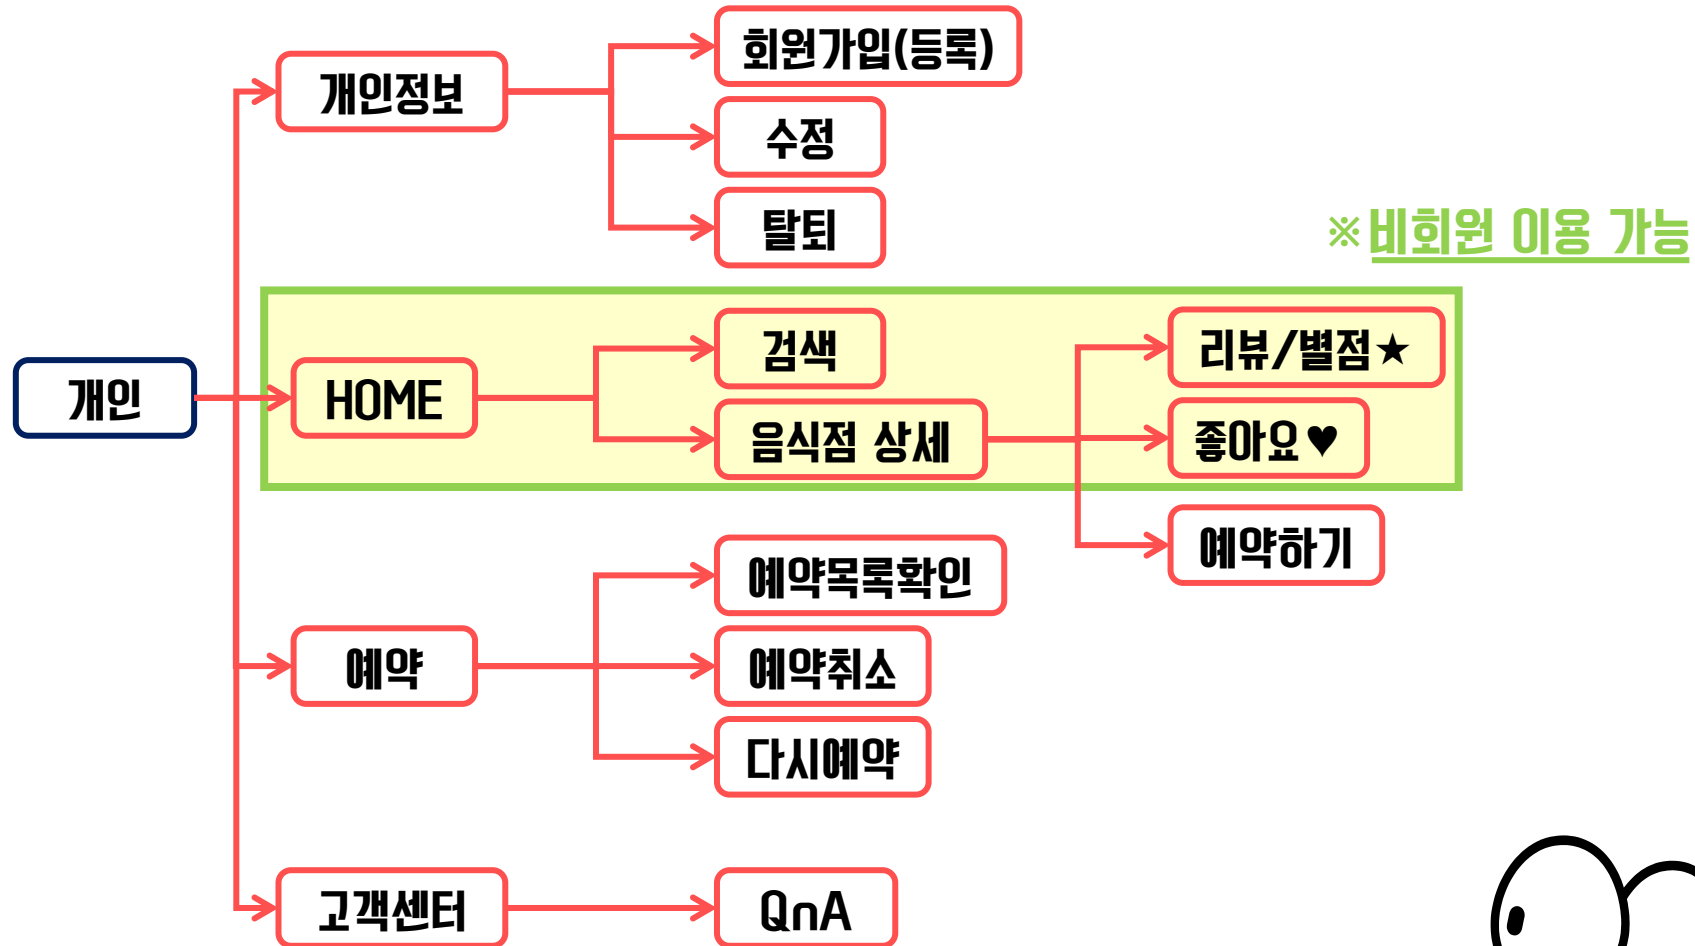 회원가입(등록)
개인정보
수정
탈퇴
※비회원 이용 가능
검색
리뷰/별점★
개인
HOME
음식점 상세
좋아요♥
예약하기
예약목록확인
예약
예약취소
다시예약
고객센터
QnA